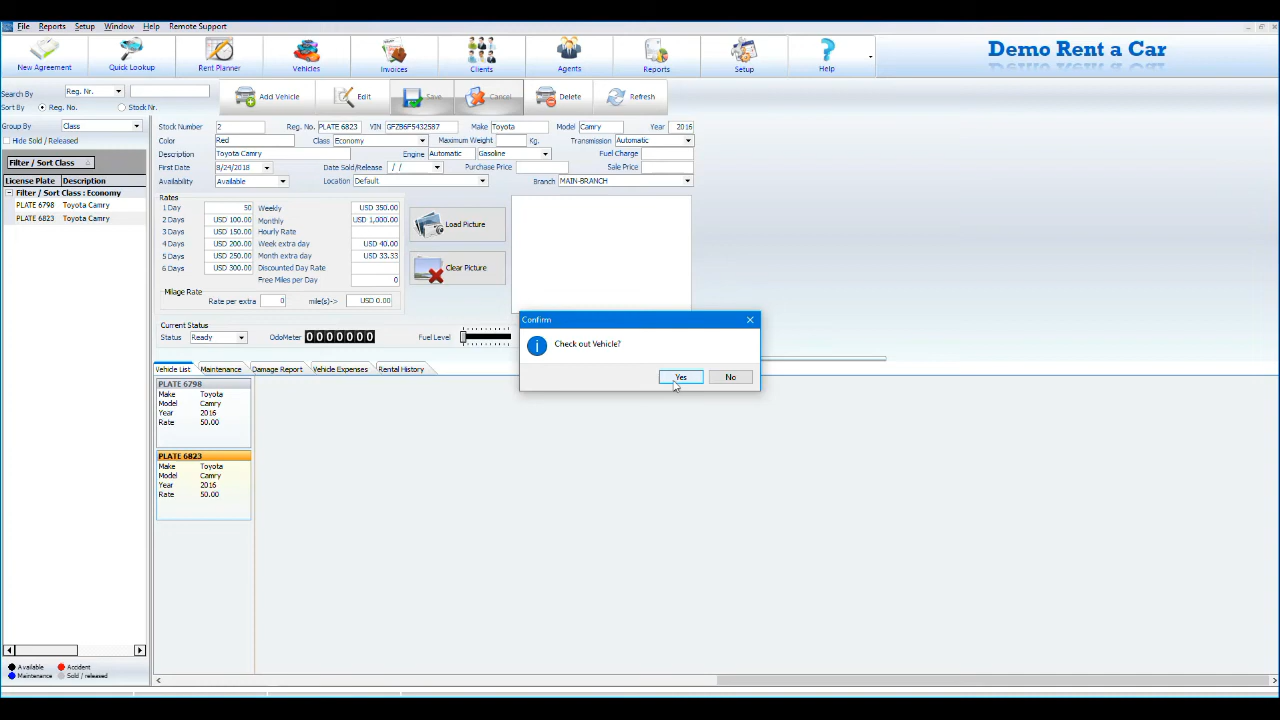 File Reports Setup Window Help Remote Support
New Agreement Quick Lookup Rent Planner Vehicles Invoices Clients Agents Reports Setup Help
Demo Rent a Car
Search By Reg. Nr.
Sort By Reg. No. Stock Nr.
Add Vehicle Edit Save Cancel Delete Refresh
Group By Class
Hide Sold / Released
Filter / Sort Class
License Plate Description
Filter / Sort Class : Economy
PLATE 6798 Toyota Camry
PLATE 6823 Toyota Camry
Stock Number 2 Reg. No. PLATE 6823 VIN GFZB6F5432587 Make Toyota Model Camry Year 2016
Color Red Class Economy Maximum Weight Kg. Transmission Automatic
Description Toyota Camry Engine Automatic Gasoline Fuel Charge
First Date 8/24/2018 Date Sold/Release / / Purchase Price Sale Price
Availability Available Location Default Branch MAIN-BRANCH
Rates
1 Day 50 Weekly USD 350.00
2 Days USD 100.00 Monthly USD 1,000.00
3 Days USD 150.00 Hourly Rate
4 Days USD 200.00 Week extra day USD 40.00
5 Days USD 250.00 Month extra day USD 33.33
6 Days USD 300.00 Discounted Day Rate
Free Miles per Day 0
Load Picture
Clear Picture
Milage Rate
Rate per extra 0 mile(s)-> USD 0.00
Current Status
Status Ready OdoMeter 0000000 Fuel Level
Confirm
Check out Vehicle?
Yes No
Vehicle List Maintenance Damage Report Vehicle Expenses Rental History
PLATE 6798
Make Toyota
Model Camry
Year 2016
Rate 50.00
PLATE 6823
Make Toyota
Model Camry
Year 2016
Rate 50.00
Available Accident
Maintenance Sold / released